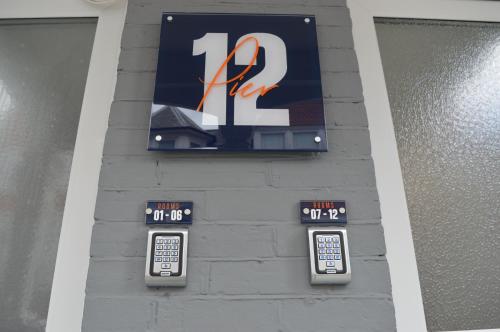 12
Pier
ROOMS
01 - 06
ROOMS
07 - 12